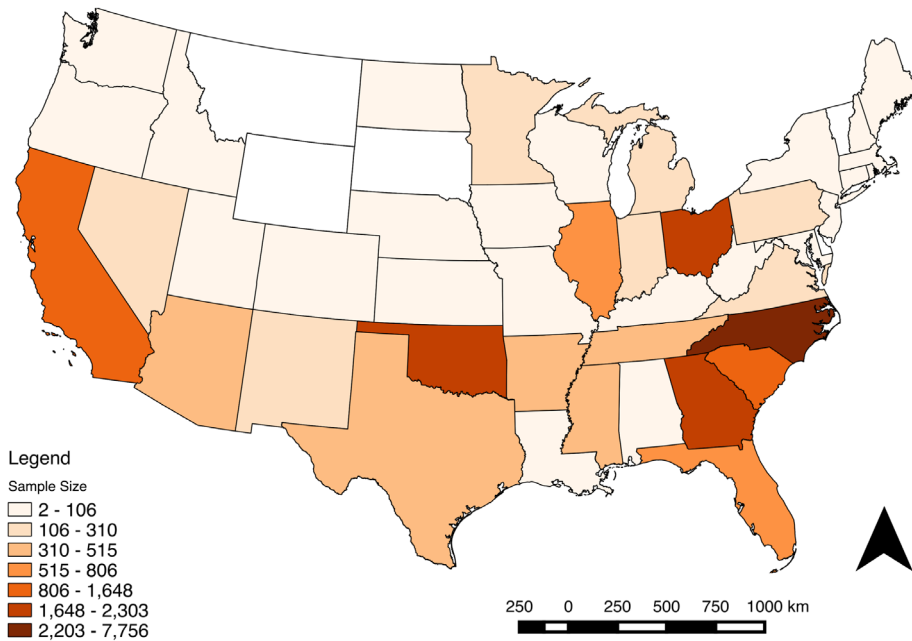 Legend
Sample Size
2 - 106
106 - 310
310 - 515
515 - 806
806 - 1,648
1,648 - 2,303
2,203 - 7,756
250 0 250 500 750 1000 km